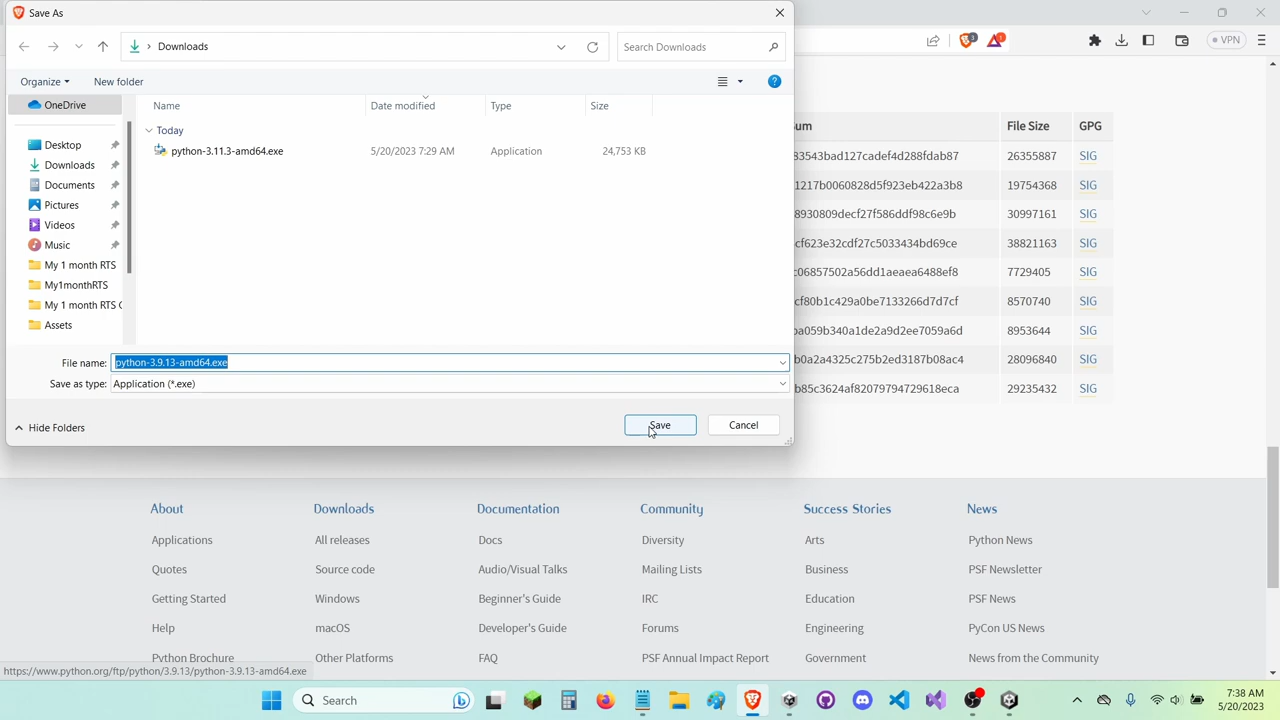 Save As
Downloads
Search Downloads
VPN
Organize
New folder
OneDrive
Desktop
Downloads
Documents
Pictures
Videos
Music
My 1 month RTS
My1monthRTS
My 1 month RTS
Assets
Name
Date modified
Type
Size
Today
python-3.11.3-amd64.exe
5/20/2023 7:29 AM
Application
24,753 KB
File name:
python-3.9.13-amd64.exe
Save as type:
Application (*.exe)
Hide Folders
Save
Cancel
um
File Size
GPG
83543bad127cadef4d288fdab87
26355887
SIG
1217b0060828d5f923eb422a3b8
19754368
SIG
8930809decf27f586ddf98c6e9b
30997161
SIG
cf623e32cdf27c5033434bd69ce
38821163
SIG
c06857502a56dd1aeaea6488ef8
7729405
SIG
cf80b1c429a0be7133266d7d7cf
8570740
SIG
ba059b340a1de2a9d2ee7059a6d
8953644
SIG
b0a2a4325c275b2ed3187b08ac4
28096840
SIG
b85c3624af82079794729618eca
29235432
SIG
About
Downloads
Documentation
Community
Success Stories
News
Applications
All releases
Docs
Diversity
Arts
Python News
Quotes
Source code
Audio/Visual Talks
Mailing Lists
Business
PSF Newsletter
Getting Started
Windows
Beginner's Guide
IRC
Education
PSF News
Help
macOS
Developer's Guide
Forums
Engineering
PyCon US News
Python Brochure
Other Platforms
FAQ
PSF Annual Impact Report
Government
News from the Community
https://www.python.org/ftp/python/3.9.13/python-3.9.13-amd64.exe
Search
7:38 AM
5/20/2023